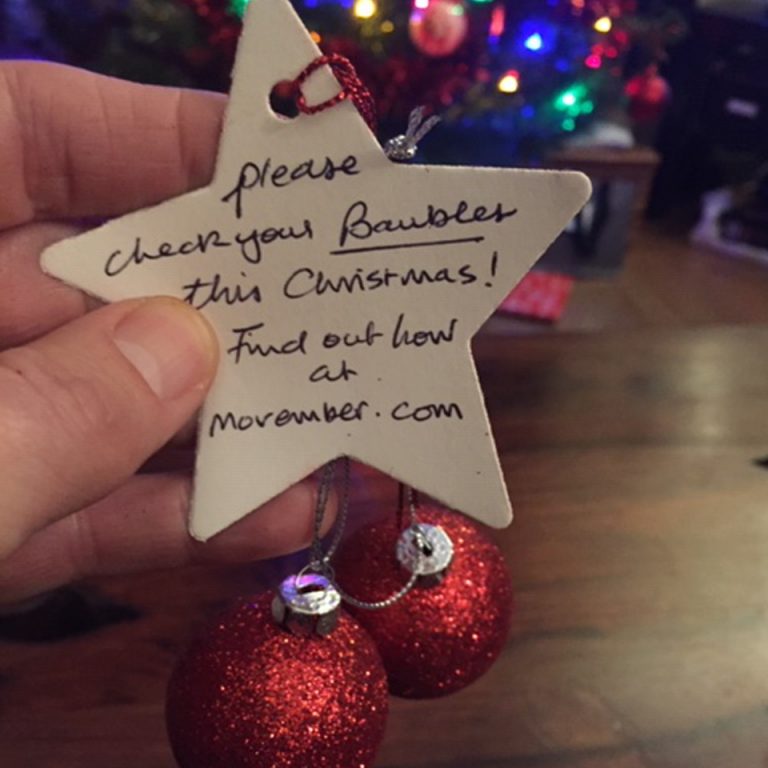 please
check your Baubles
this Christmas!
Find out how
at
movember.com